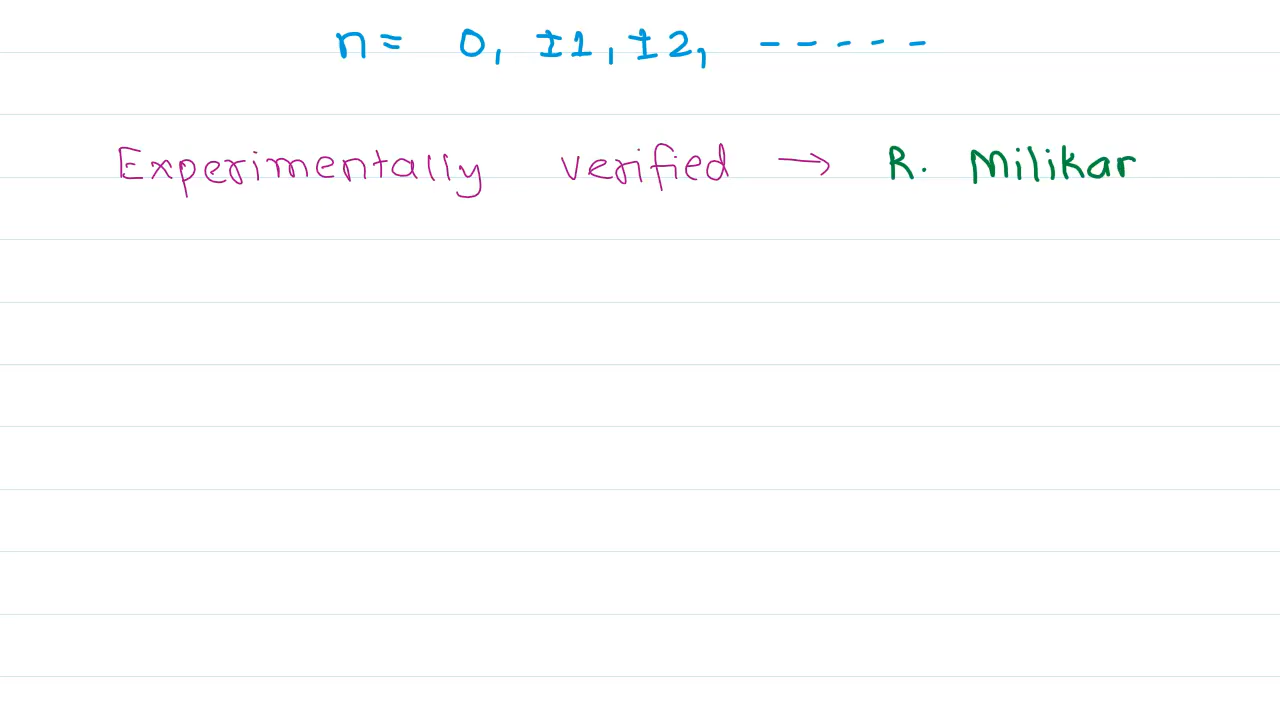 n = 0, ±1, ±2, -----
Experimentally verified → R. Milikar